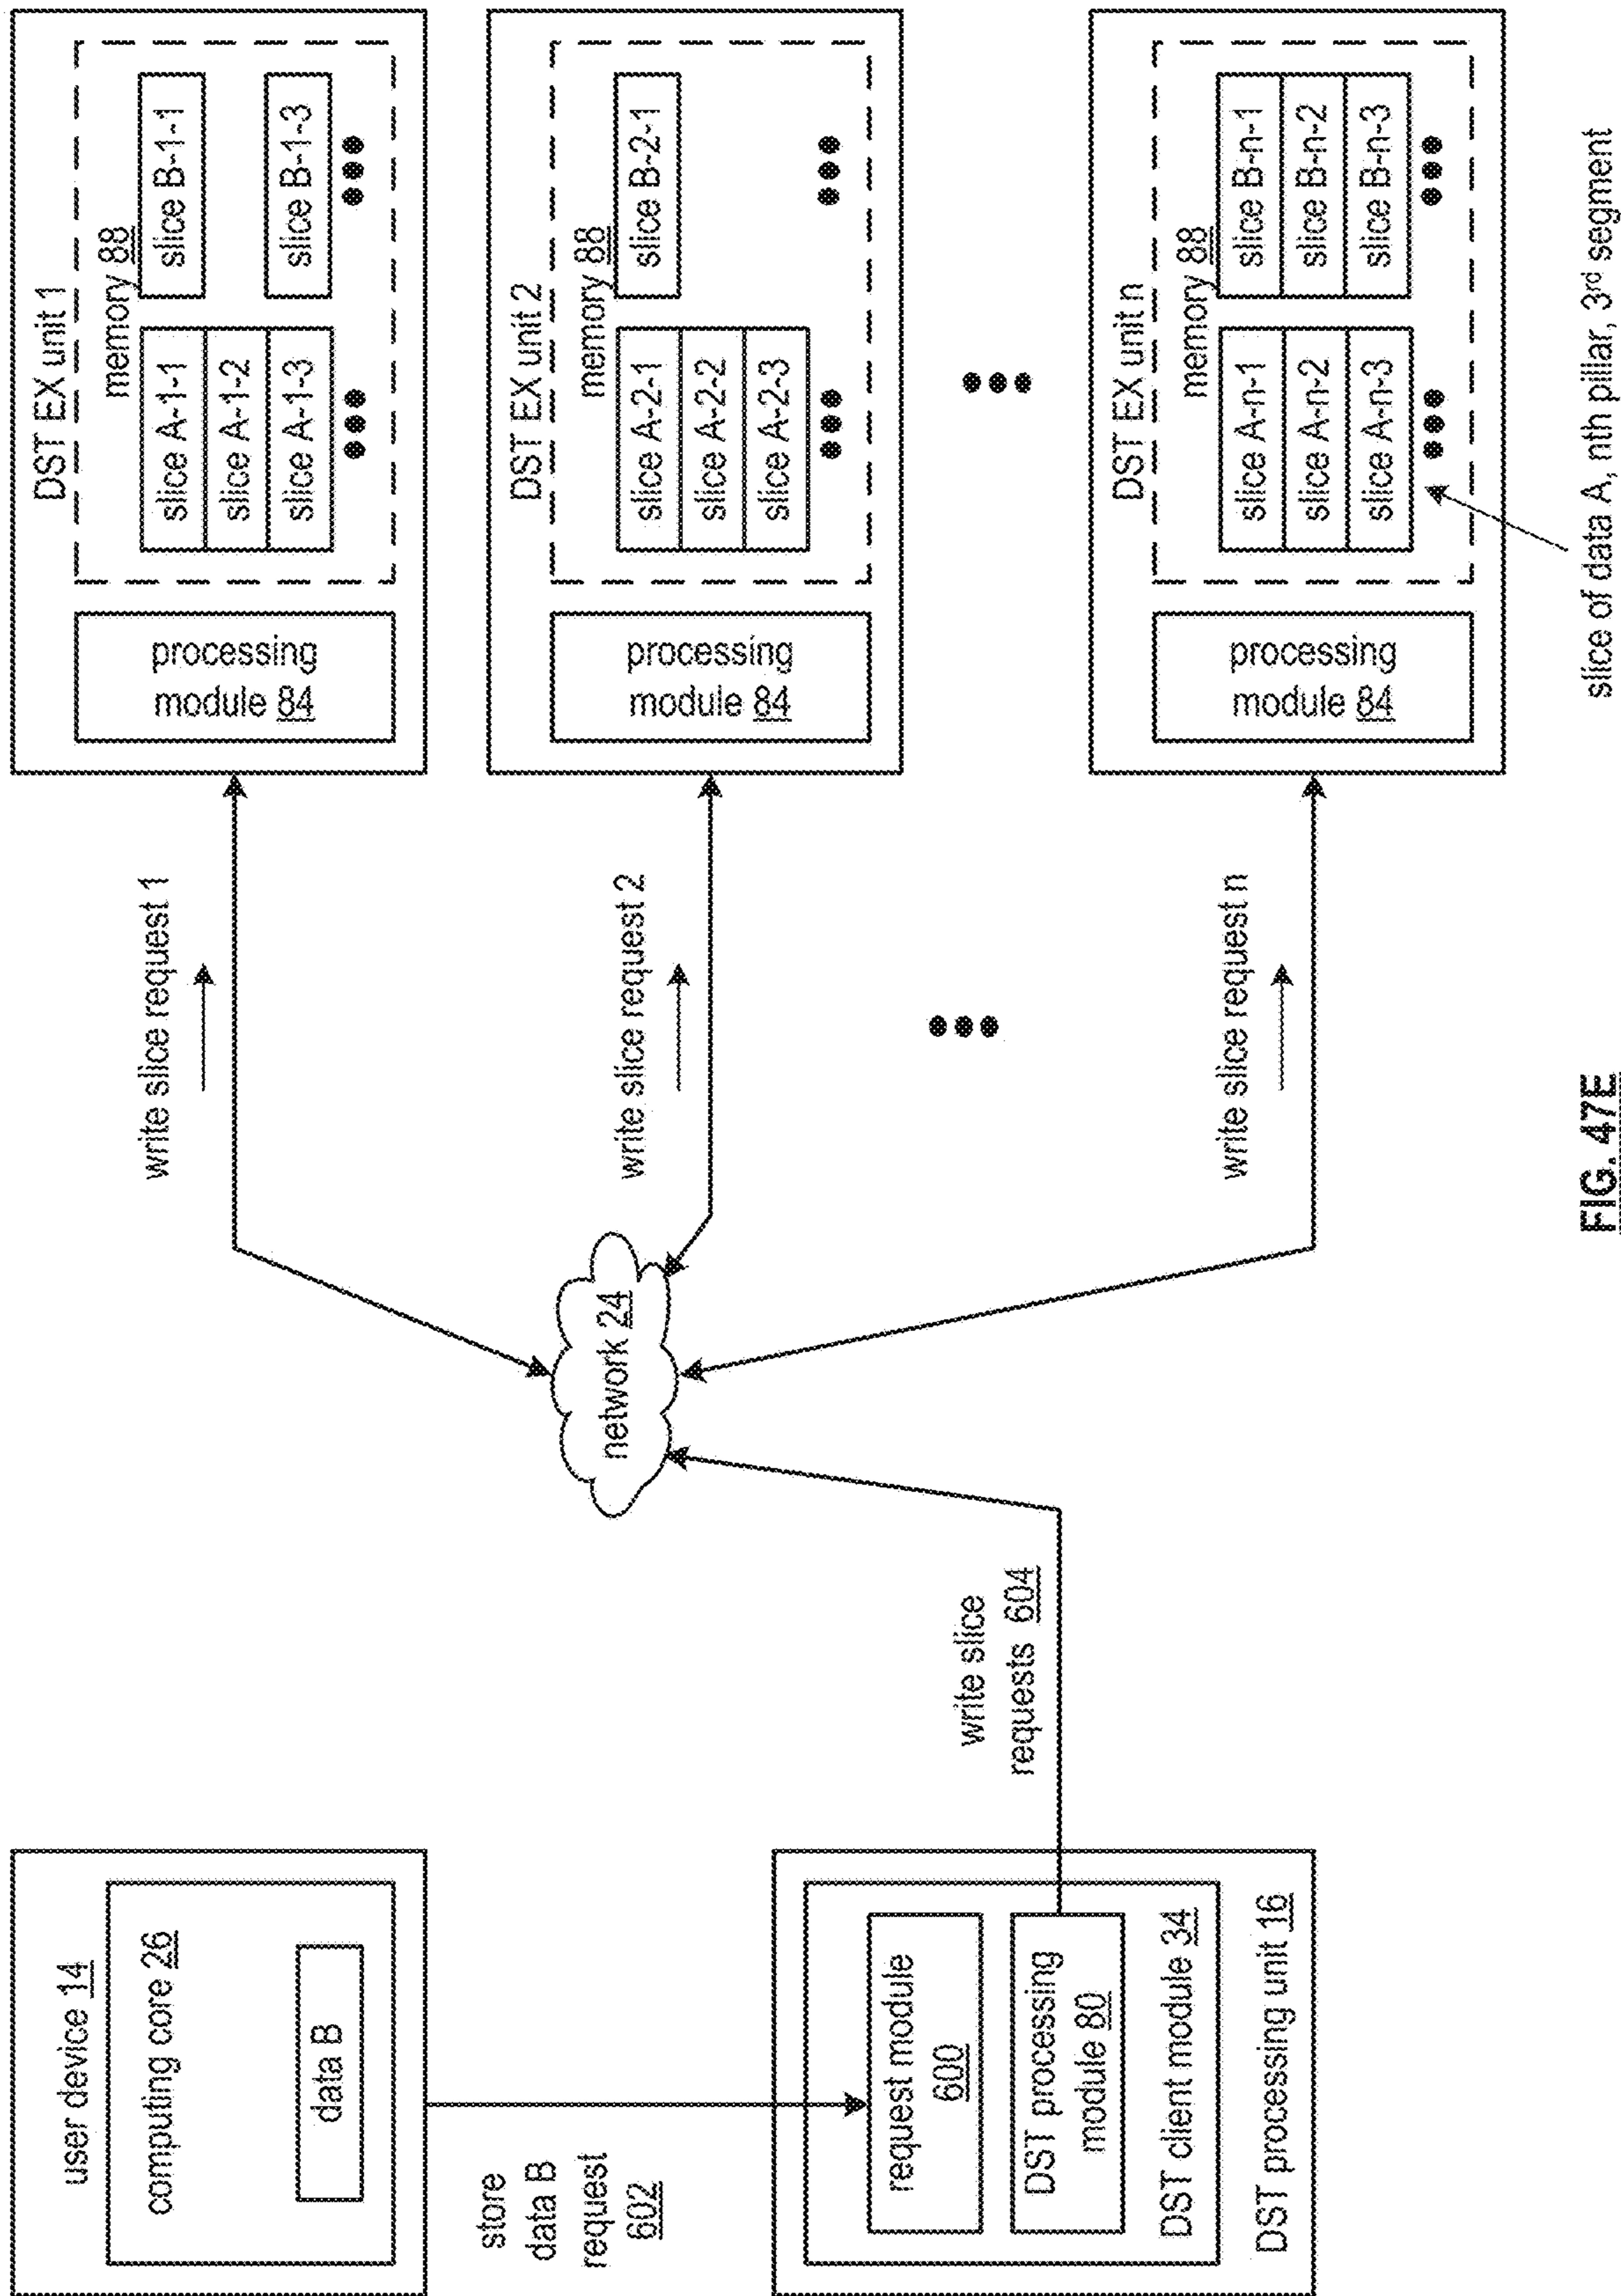 user device 14
computing core 26
data B
store
data B
request
602
request module
600
DST processing
module 80
DST client module 34
DST processing unit 16
write slice
requests 604
network 24
write slice request 1
write slice request 2
write slice request n
DST EX unit 1
processing
module 84
memory 88
slice A-1-1
slice A-1-2
slice A-1-3
slice B-1-1
slice B-1-3
DST EX unit 2
processing
module 84
memory 88
slice A-2-1
slice A-2-2
slice A-2-3
slice B-2-1
DST EX unit n
processing
module 84
memory 88
slice A-n-1
slice A-n-2
slice A-n-3
slice B-n-1
slice B-n-2
slice B-n-3
slice of data A, nth pillar, 3rd segment
FIG. 47E